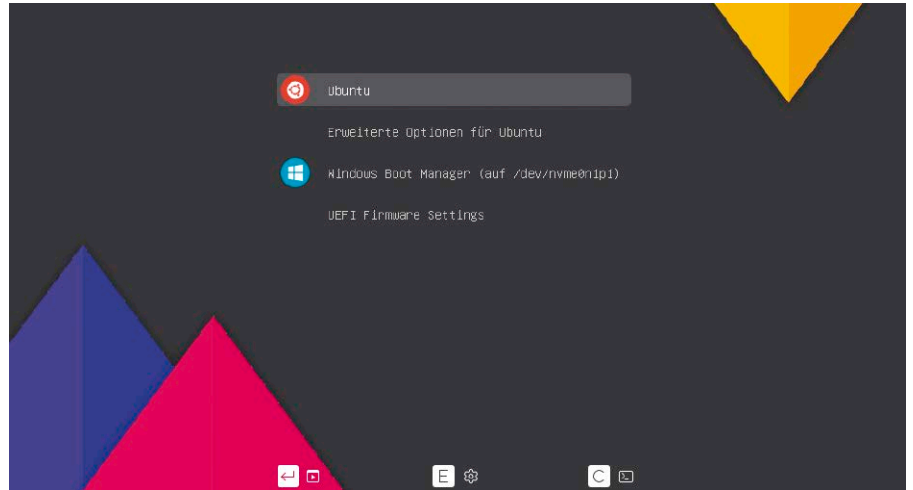 Ubuntu
Erweiterte Optionen für Ubuntu
Windows Boot Manager (auf /dev/nvme0n1p1)
UEFI Firmware Settings
E
C